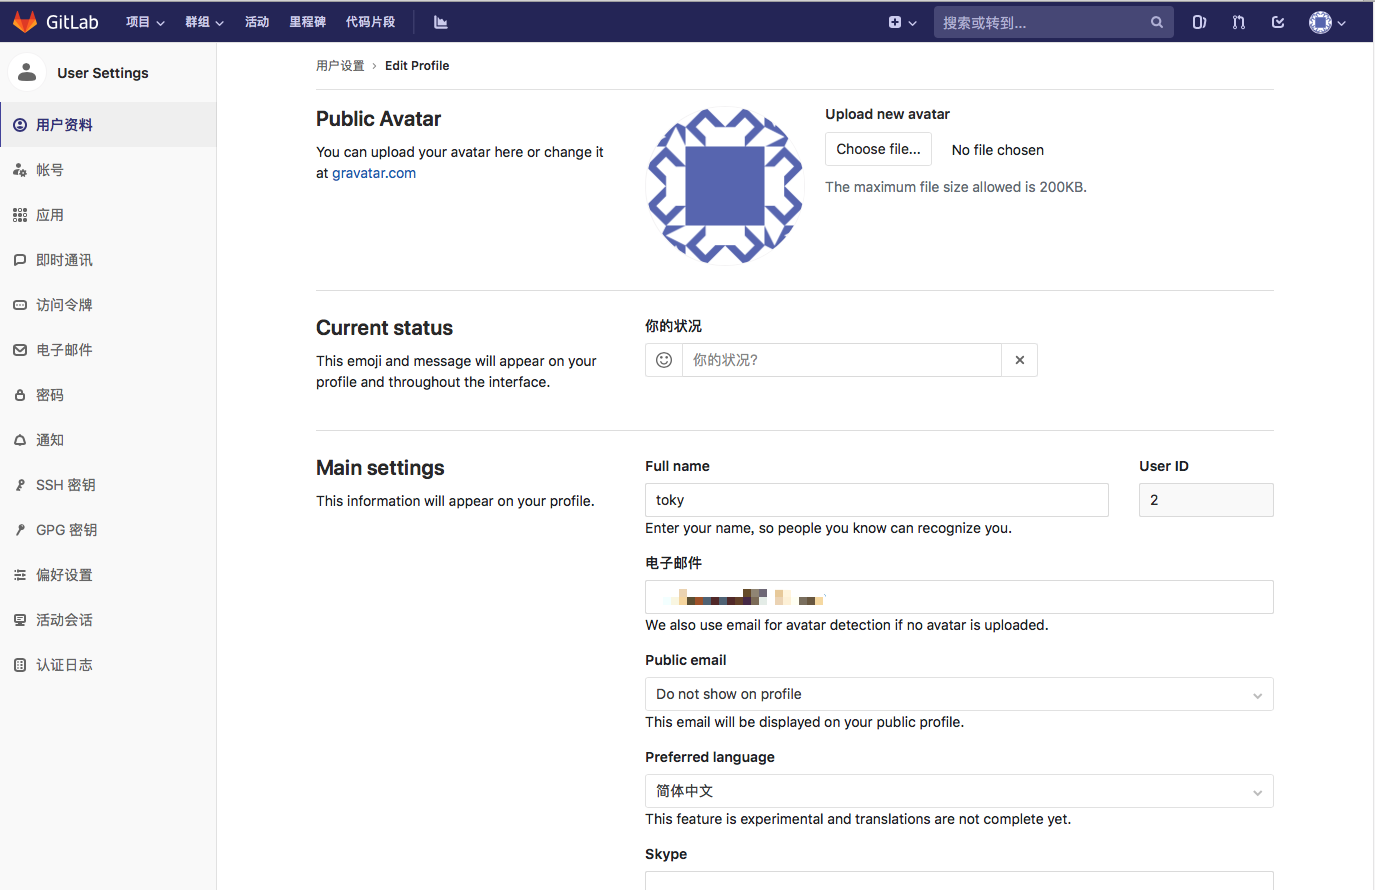 GitLab 项目 群组 活动 里程碑 代码片段 搜索或转到...
User Settings
用户资料
帐号
应用
即时通讯
访问令牌
电子邮件
密码
通知
SSH 密钥
GPG 密钥
偏好设置
活动会话
认证日志
用户设置 › Edit Profile
Public Avatar
You can upload your avatar here or change it
at gravatar.com
Upload new avatar
Choose file... No file chosen
The maximum file size allowed is 200KB.
Current status
This emoji and message will appear on your
profile and throughout the interface.
你的状况
你的状况?
Main settings
This information will appear on your profile.
Full name
toky
Enter your name, so people you know can recognize you.
User ID
2
电子邮件
We also use email for avatar detection if no avatar is uploaded.
Public email
Do not show on profile
This email will be displayed on your public profile.
Preferred language
简体中文
This feature is experimental and translations are not complete yet.
Skype